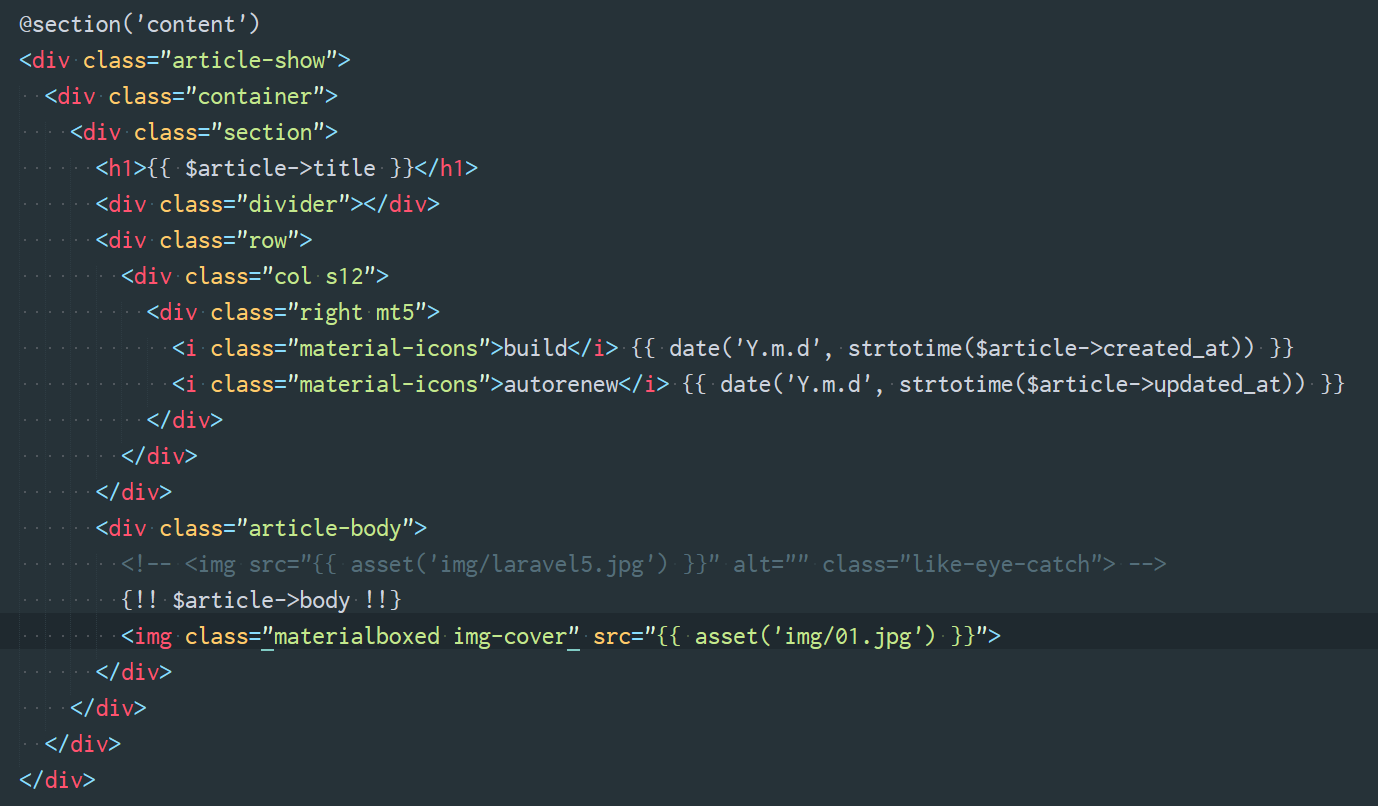 @section('content')
<div class="article-show">
  <div class="container">
    <div class="section">
      <h1>{{ $article->title }}</h1>
      <div class="divider"></div>
      <div class="row">
        <div class="col s12">
          <div class="right mt5">
            <i class="material-icons">build</i> {{ date('Y.m.d', strtotime($article->created_at)) }}
            <i class="material-icons">autorenew</i> {{ date('Y.m.d', strtotime($article->updated_at)) }}
          </div>
        </div>
      </div>
      <div class="article-body">
        <!-- <img src="{{ asset('img/laravel5.jpg') }}" alt="" class="like-eye-catch"> -->
        {!! $article->body !!}
        <img class="materialboxed img-cover" src="{{ asset('img/01.jpg') }}">
      </div>
    </div>
  </div>
</div>